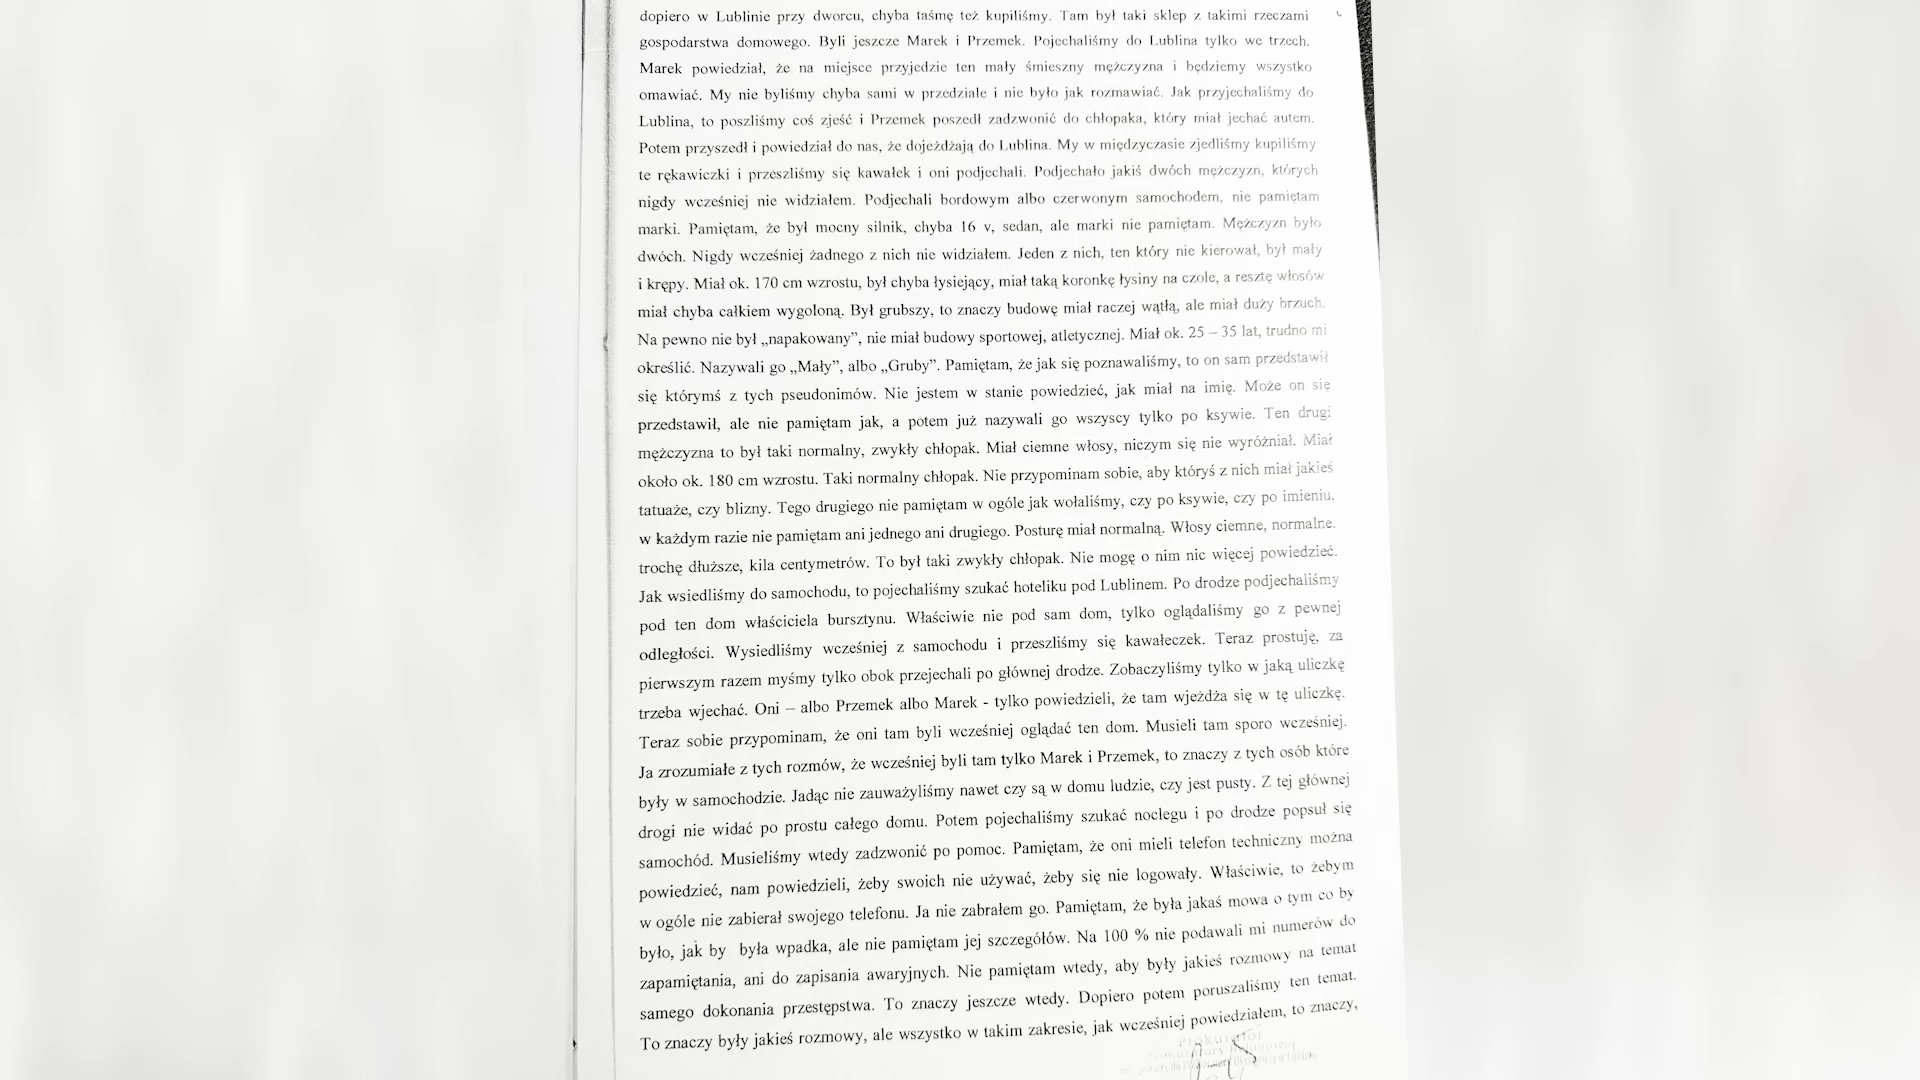 dopiero w Lublinie przy dworcu, chyba taśmę też kupiliśmy. Tam był taki sklep z takimi rzeczami
gospodarstwa domowego. Byli jeszcze Marek i Przemek. Pojechaliśmy do Lublina tylko we trzech.
Marek powiedział, że na miejsce przyjedzie ten mały śmieszny mężczyzna i będziemy wszystko
omawiać. My nie byliśmy chyba sami w przedziale i nie było jak rozmawiać. Jak przyjechaliśmy do
Lublina, to poszliśmy coś zjeść i Przemek poszedł zadzwonić do chłopaka, który miał jechać autem.
Potem przyszedł i powiedział do nas, że dojeżdżają do Lublina. My w międzyczasie zjedliśmy kupiliśmy
te rękawiczki i przeszliśmy się kawałek i oni podjechali. Podjechało jakiś dwóch mężczyzn, których
nigdy wcześniej nie widziałem. Podjechali bordowym albo czerwonym samochodem, nie pamiętam
marki. Pamiętam, że był mocny silnik, chyba 16 v, sedan, ale marki nie pamiętam. Mężczyzn było
dwóch. Nigdy wcześniej żadnego z nich nie widziałem. Jeden z nich, ten który nie kierował, był mały
i krępy. Miał ok. 170 cm wzrostu, był chyba łysiejący, miał taką koronkę łysiny na czole, a resztę włosów
miał chyba całkiem wygoloną. Był grubszy, to znaczy budowę miał raczej wątłą, ale miał duży brzuch.
Na pewno nie był „napakowany”, nie miał budowy sportowej, atletycznej. Miał ok. 25 – 35 lat, trudno mi
określić. Nazywali go „Mały”, albo „Gruby”. Pamiętam, że jak się poznawaliśmy, to on sam przedstawił
się którymś z tych pseudonimów. Nie jestem w stanie powiedzieć, jak miał na imię. Może on się
przedstawił, ale nie pamiętam jak, a potem już nazywali go wszyscy tylko po ksywie. Ten drugi
mężczyzna to był taki normalny, zwykły chłopak. Miał ciemne włosy, niczym się nie wyróżniał. Miał
około ok. 180 cm wzrostu. Taki normalny chłopak. Nie przypominam sobie, aby któryś z nich miał jakieś
tatuaże, czy blizny. Tego drugiego nie pamiętam w ogóle jak wołaliśmy, czy po ksywie, czy po imieniu,
w każdym razie nie pamiętam ani jednego ani drugiego. Posturę miał normalną. Włosy ciemne, normalne.
trochę dłuższe, kila centymetrów. To był taki zwykły chłopak. Nie mogę o nim nic więcej powiedzieć.
Jak wsiedliśmy do samochodu, to pojechaliśmy szukać hoteliku pod Lublinem. Po drodze podjechaliśmy
pod ten dom właściciela bursztynu. Właściwie nie pod sam dom, tylko oglądaliśmy go z pewnej
odległości. Wysiedliśmy wcześniej z samochodu i przeszliśmy się kawałeczek. Teraz prostuję, za
pierwszym razem myśmy tylko obok przejechali po głównej drodze. Zobaczyliśmy tylko w jaką uliczkę
trzeba wjechać. Oni – albo Przemek albo Marek - tylko powiedzieli, że tam wjeżdża się w tę uliczkę.
Teraz sobie przypominam, że oni tam byli wcześniej oglądać ten dom. Musieli tam sporo wcześniej.
Ja zrozumiałe z tych rozmów, że wcześniej byli tam tylko Marek i Przemek, to znaczy z tych osób które
były w samochodzie. Jadąc nie zauważyliśmy nawet czy są w domu ludzie, czy jest pusty. Z tej głównej
drogi nie widać po prostu całego domu. Potem pojechaliśmy szukać noclegu i po drodze popsuł się
samochód. Musieliśmy wtedy zadzwonić po pomoc. Pamiętam, że oni mieli telefon techniczny można
powiedzieć, nam powiedzieli, żeby swoich nie używać, żeby się nie logowały. Właściwie, to żebym
w ogóle nie zabierał swojego telefonu. Ja nie zabrałem go. Pamiętam, że była jakaś mowa o tym co by
było, jak by była wpadka, ale nie pamiętam jej szczegółów. Na 100 % nie podawali mi numerów do
zapamiętania, ani do zapisania awaryjnych. Nie pamiętam wtedy, aby były jakieś rozmowy na temat
samego dokonania przestępstwa. To znaczy jeszcze wtedy. Dopiero potem poruszaliśmy ten temat.
To znaczy były jakieś rozmowy, ale wszystko w takim zakresie, jak wcześniej powiedziałem, to znaczy,